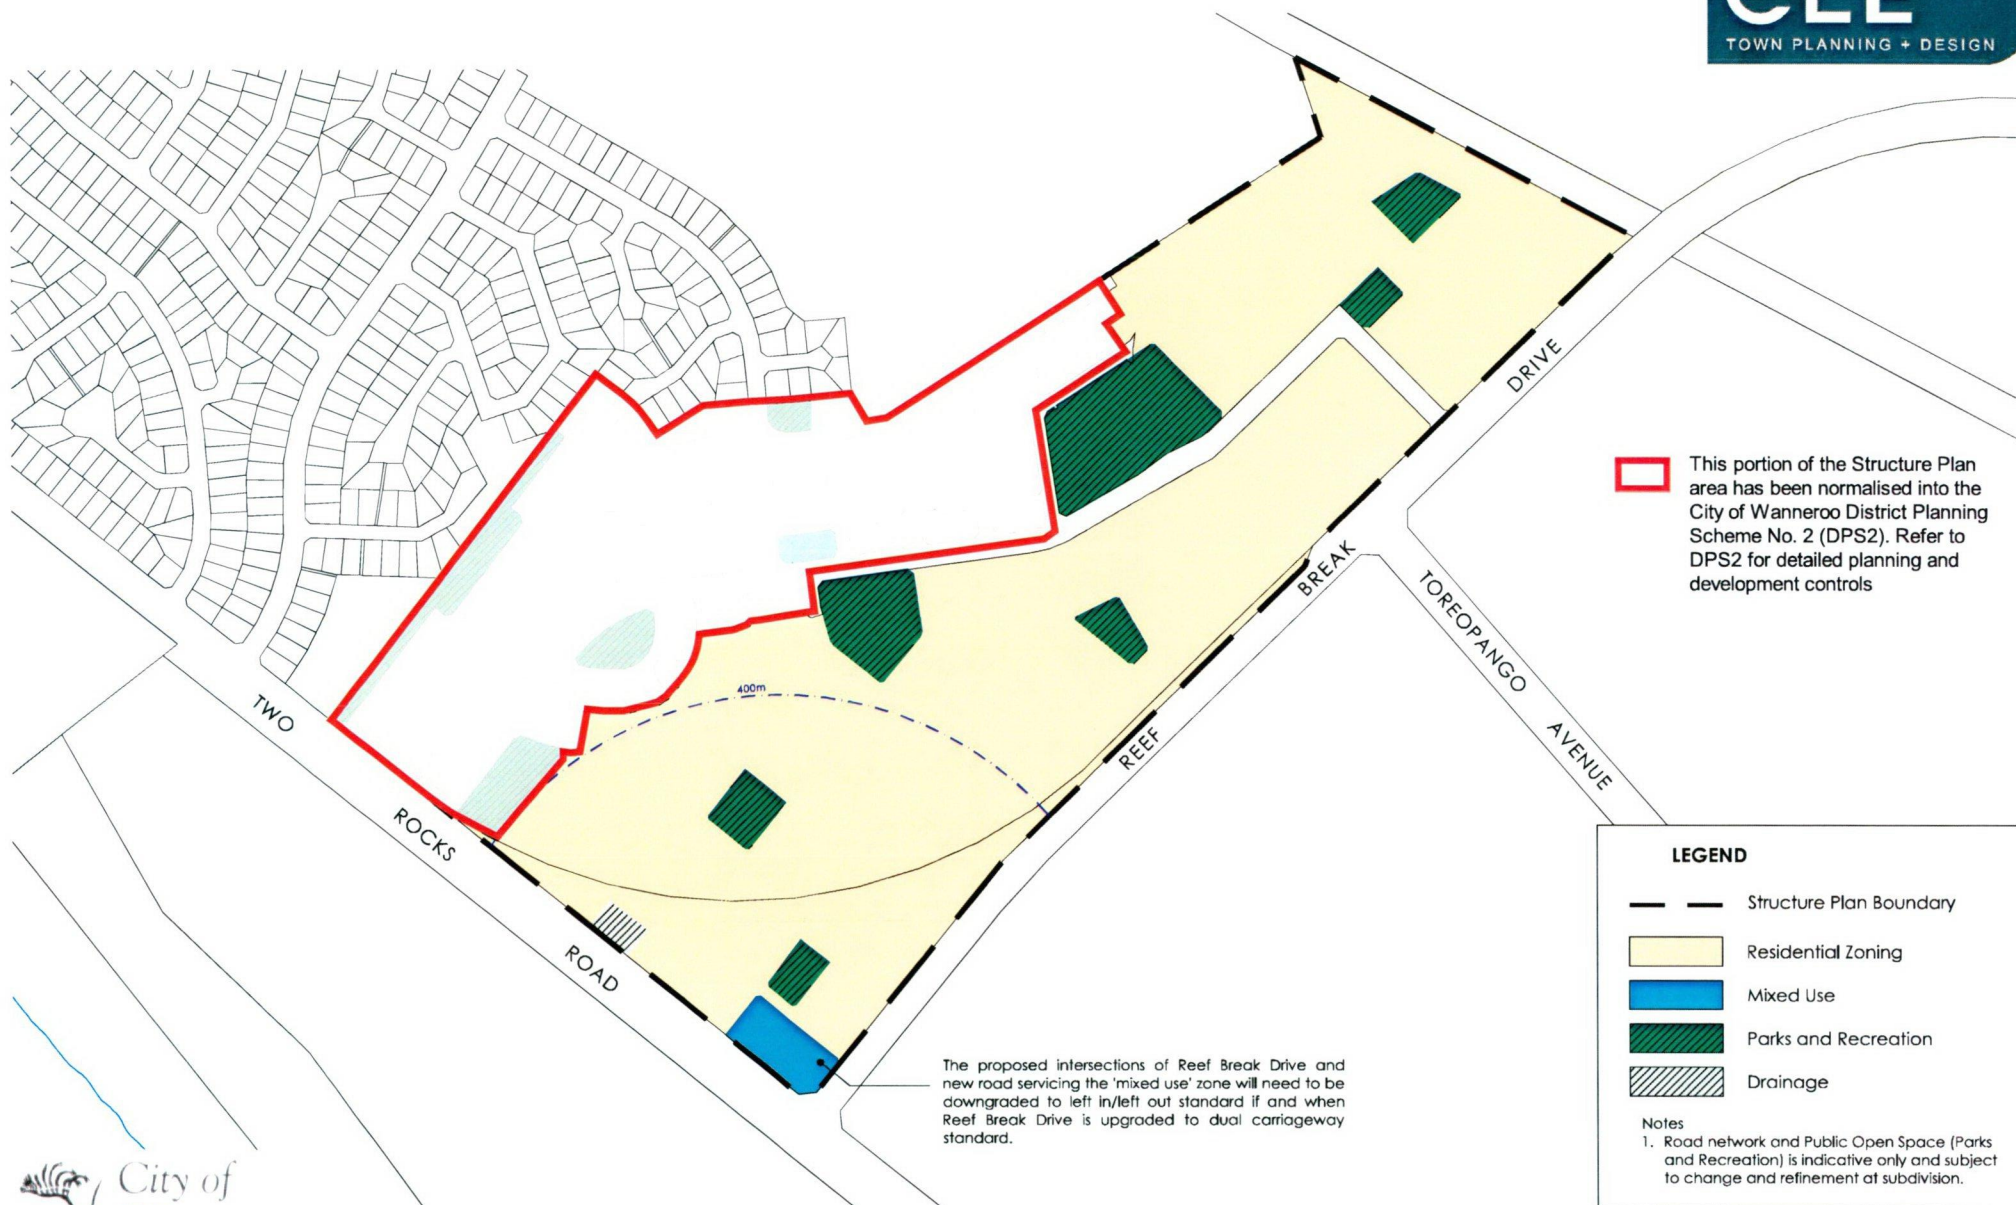 TOWN PLANNING + DESIGN
DRIVE
This portion of the Structure Plan
area has been normalised into the
City of Wanneroo District Planning
Scheme No. 2 (DPS2). Refer to
DPS2 for detailed planning and
development controls
BREAK
TOREOPANGO
AVENUE
REEF
400m
TWO
ROCKS
ROAD
LEGEND
Structure Plan Boundary
Residential Zoning
Mixed Use
Parks and Recreation
Drainage
Notes
1. Road network and Public Open Space (Parks
and Recreation) is indicative only and subject
to change and refinement at subdivision.
The proposed intersections of Reef Break Drive and
new road servicing the 'mixed use' zone will need to be
downgraded to left in/left out standard if and when
Reef Break Drive is upgraded to dual carriageway
standard.
City of